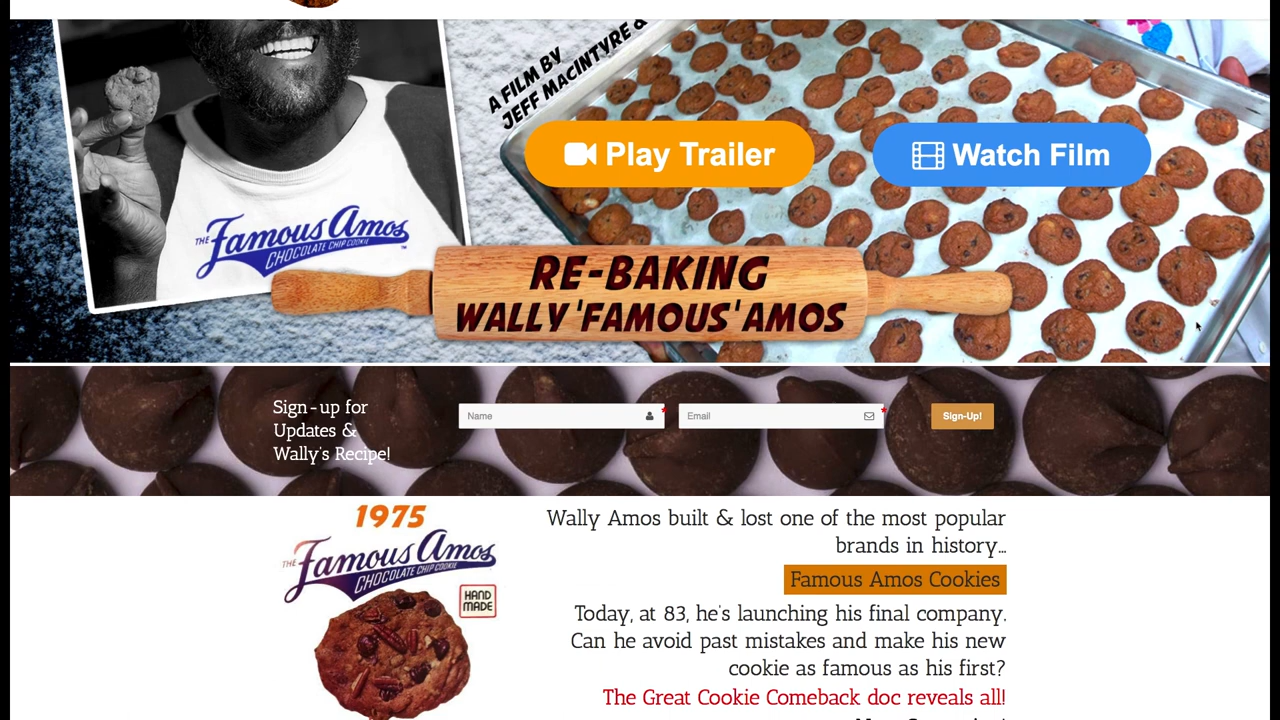 A FILM BY
JEFF MACINTYRE &
Play Trailer
Watch Film
THE Famous Amos
CHOCOLATE CHIP COOKIE
™
RE-BAKING
WALLY 'FAMOUS' AMOS
Sign-up for
Updates &
Wally's Recipe!
Name
*
Email
*
Sign-Up!
1975
THE Famous Amos
CHOCOLATE CHIP COOKIE
HAND
MADE
Wally Amos built & lost one of the most popular
brands in history...
Famous Amos Cookies
Today, at 83, he's launching his final company.
Can he avoid past mistakes and make his new
cookie as famous as his first?
The Great Cookie Comeback doc reveals all!